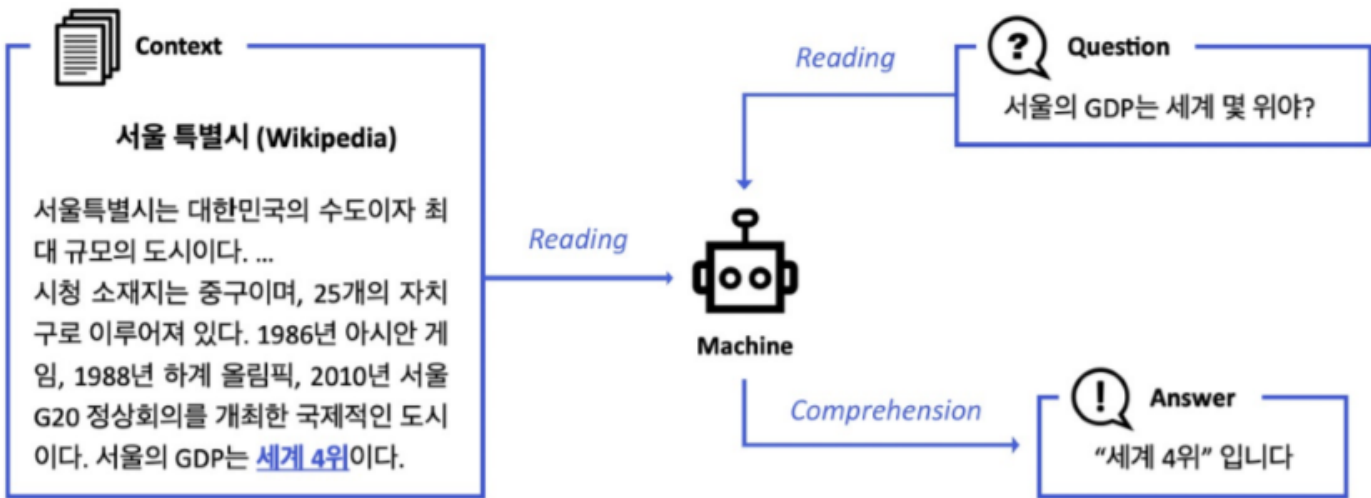 Context
서울 특별시 (Wikipedia)
서울특별시는 대한민국의 수도이자 최
대 규모의 도시이다. ...
시청 소재지는 중구이며, 25개의 자치
구로 이루어져 있다. 1986년 아시안 게
임, 1988년 하계 올림픽, 2010년 서울
G20 정상회의를 개최한 국제적인 도시
이다. 서울의 GDP는 세계 4위이다.
Reading
Reading
?
Question
서울의 GDP는 세계 몇 위야?
Machine
Comprehension
!
Answer
“세계 4위” 입니다